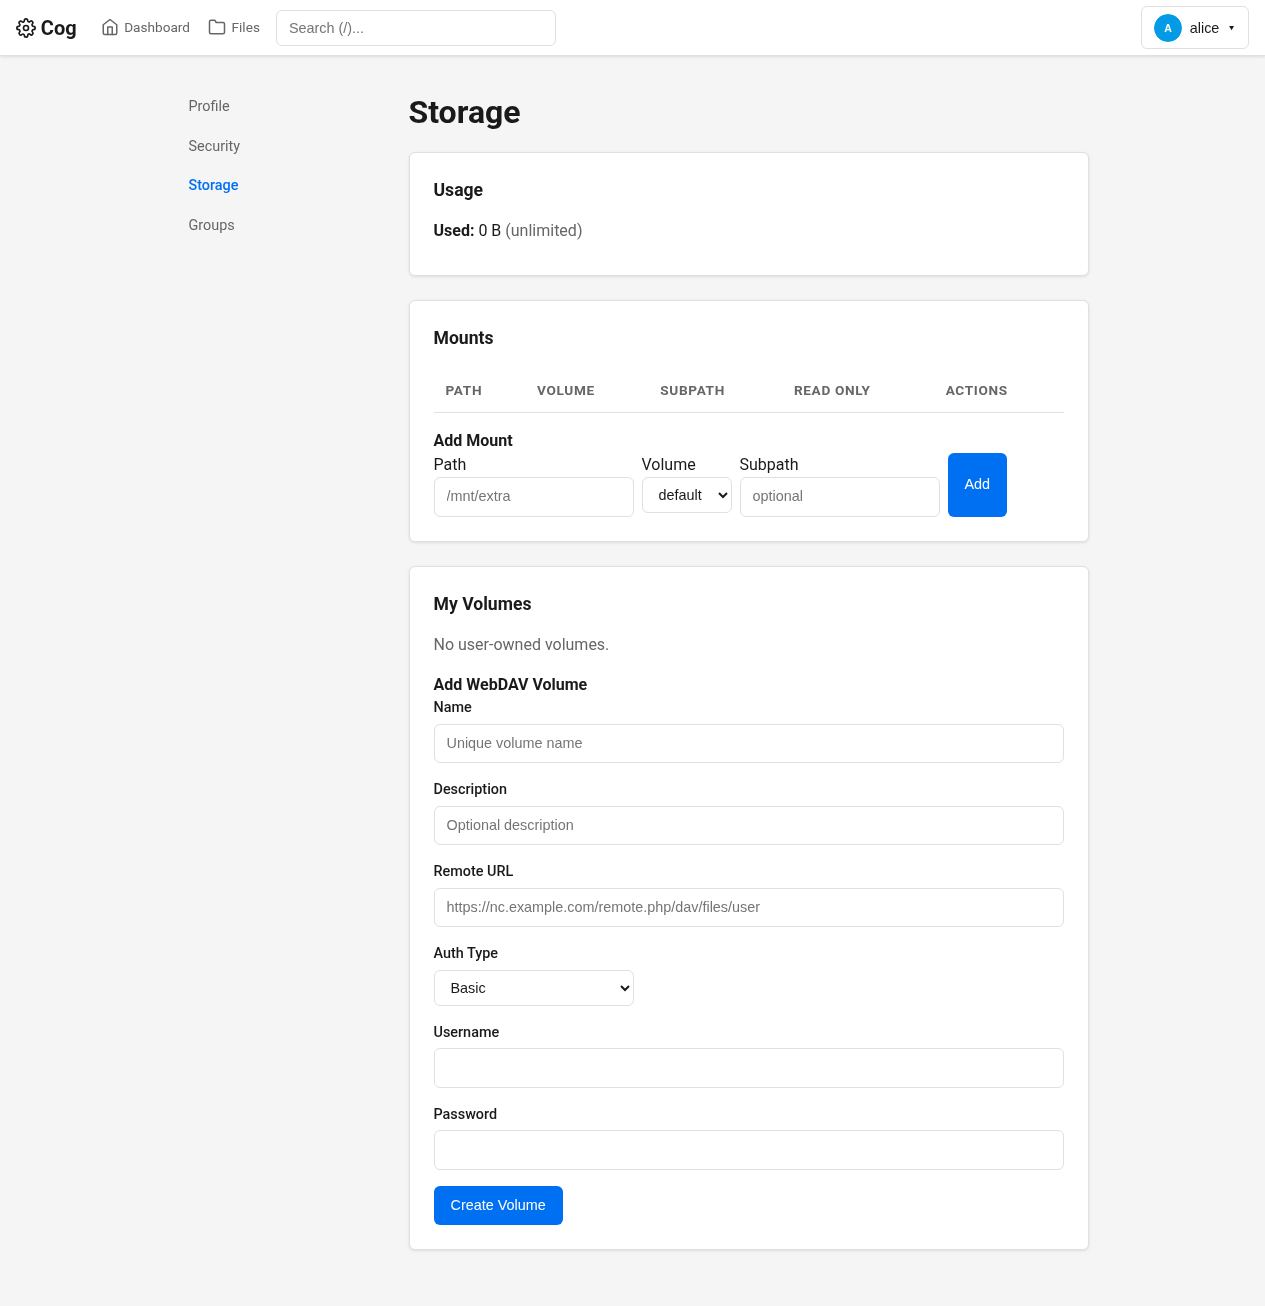 Cog
Dashboard
Files
Search (/)...
A
alice
Profile
Security
Storage
Groups
Storage
Usage
Used: 0 B (unlimited)
Mounts
PATH VOLUME SUBPATH READ ONLY ACTIONS
Add Mount
Path Volume Subpath
/mnt/extra default optional Add
My Volumes
No user-owned volumes.
Add WebDAV Volume
Name
Unique volume name
Description
Optional description
Remote URL
https://nc.example.com/remote.php/dav/files/user
Auth Type
Basic
Username
Password
Create Volume